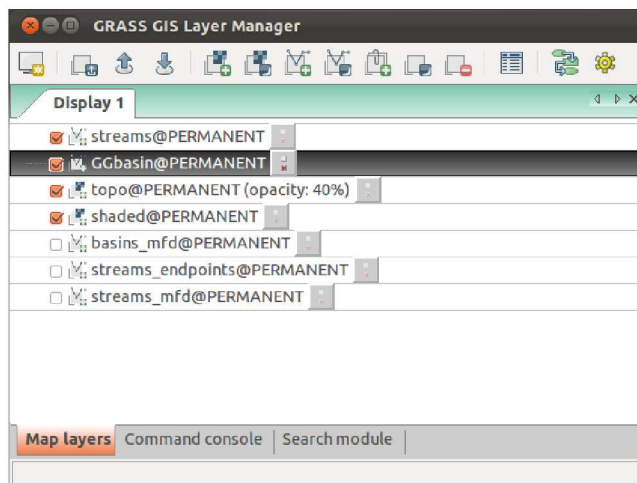 GRASS GIS Layer Manager
Display 1
streams@PERMANENT
GGbasin@PERMANENT
topo@PERMANENT (opacity: 40%)
shaded@PERMANENT
basins_mfd@PERMANENT
streams_endpoints@PERMANENT
streams_mfd@PERMANENT
Map layers Command console Search module